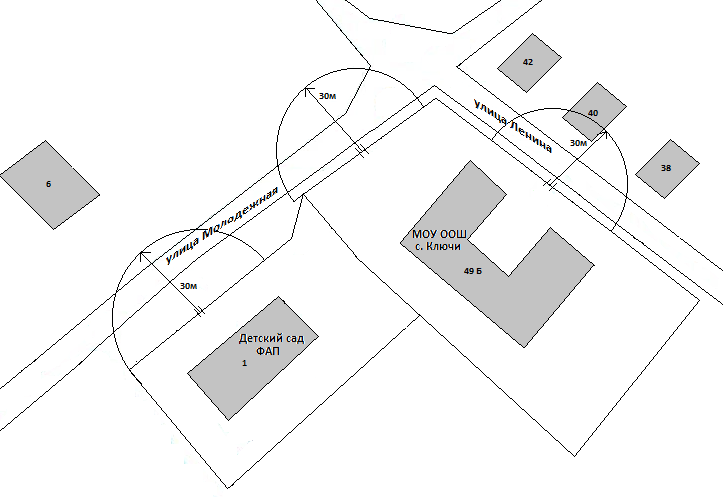 42
30м
улица Ленина
40
30м
38
6
улица Молодежная
МОУ ООШ
с. Ключи
49 Б
30м
Детский сад
ФАП
1